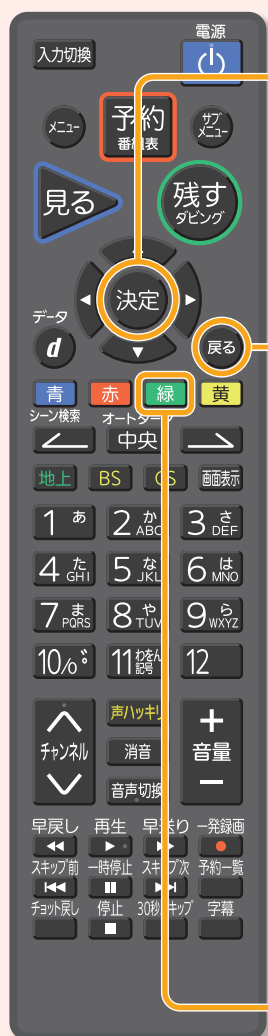 電源
入力切換
メニュー
予約
番組表
サブ
メニュー
見る
残す
ダビング
決定
データ
d
戻る
青 赤 緑 黄
シーン検索
中央
地上 BS CS 画面表示
1 あ 2 か ABC 3 さ DEF
4 た GHI 5 な JKL 6 は MNO
7 ま PQRS 8 や TUV 9 ら WXYZ
10/0 11 わをん 記号 12
チャンネル
声ハッキリ
消音
音声切換
+
音量
−
早戻し 再生 早送り 一発録画
スキップ前 一時停止 スキップ次 予約一覧
チョット戻し 停止 30秒スキップ 字幕